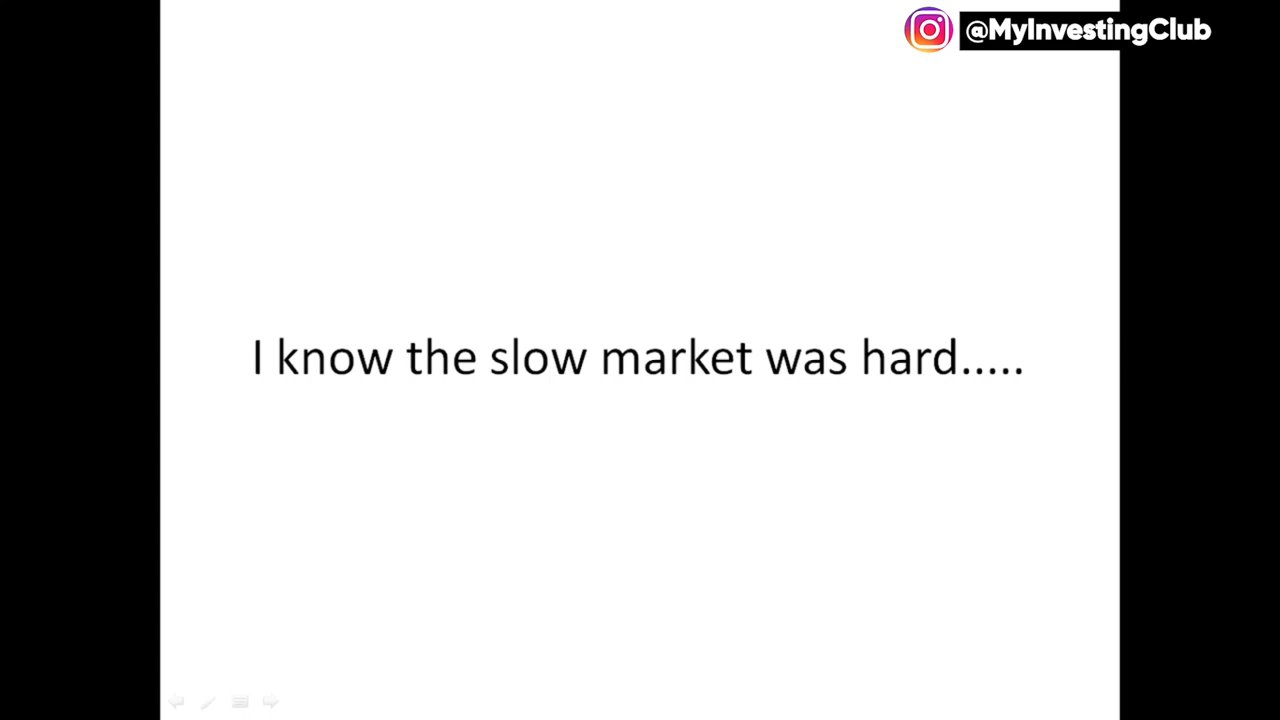 @MyInvestingClub
I know the slow market was hard.....